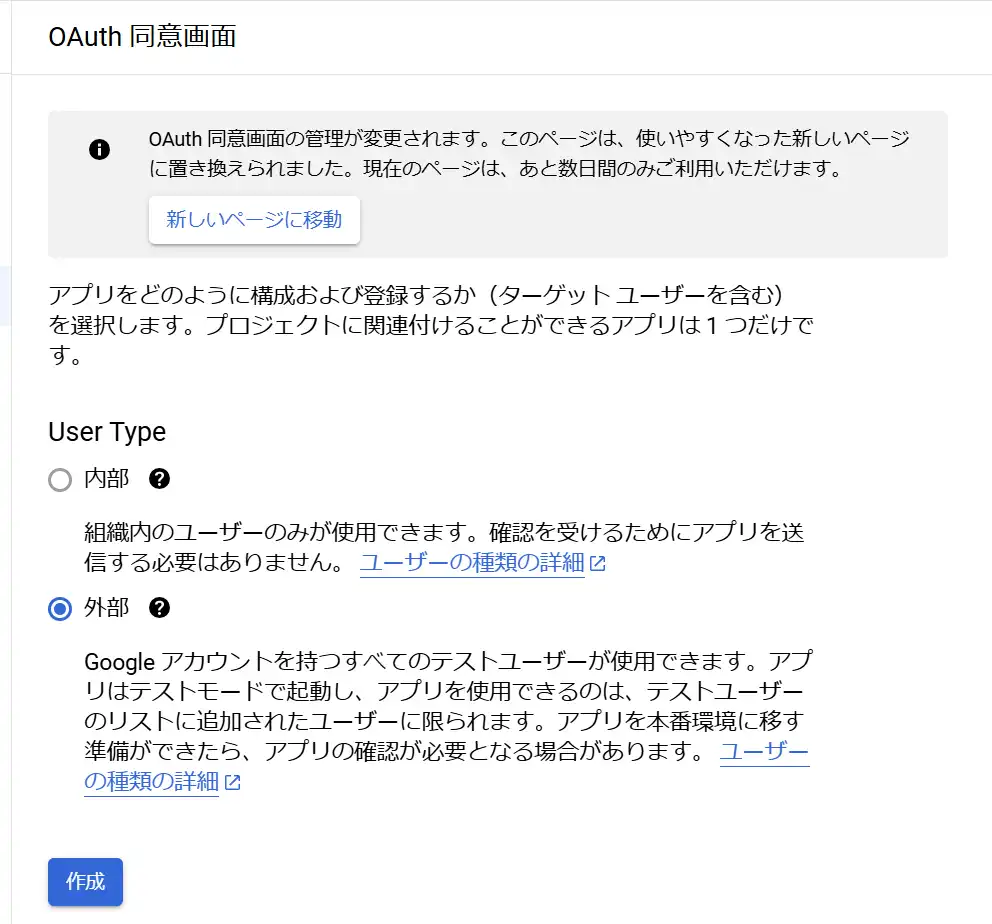 OAuth 同意画面
OAuth 同意画面の管理が変更されます。このページは、使いやすくなった新しいページ
に置き換えられました。現在のページは、あと数日間のみご利用いただけます。
新しいページに移動
アプリをどのように構成および登録するか（ターゲット ユーザーを含む）
を選択します。プロジェクトに関連付けることができるアプリは 1 つだけで
す。
User Type
内部
組織内のユーザーのみが使用できます。確認を受けるためにアプリを送
信する必要はありません。 ユーザーの種類の詳細
外部
Google アカウントを持つすべてのテストユーザーが使用できます。アプ
リはテストモードで起動し、アプリを使用できるのは、テストユーザー
のリストに追加されたユーザーに限られます。アプリを本番環境に移す
準備ができたら、アプリの確認が必要となる場合があります。 ユーザー
の種類の詳細
作成